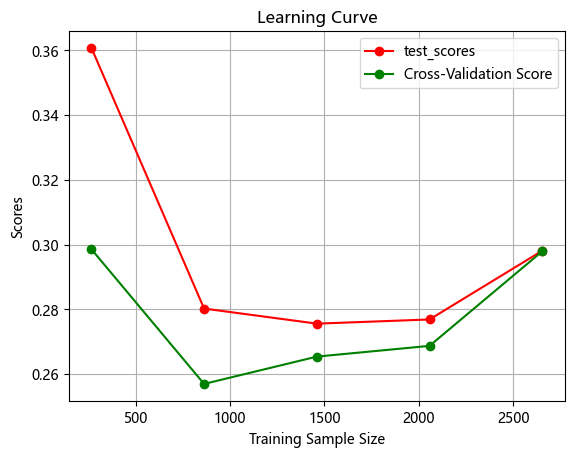 Learning Curve
test_scores
Cross-Validation Score
Scores
0.36
0.34
0.32
0.30
0.28
0.26
500
1000
1500
2000
2500
Training Sample Size